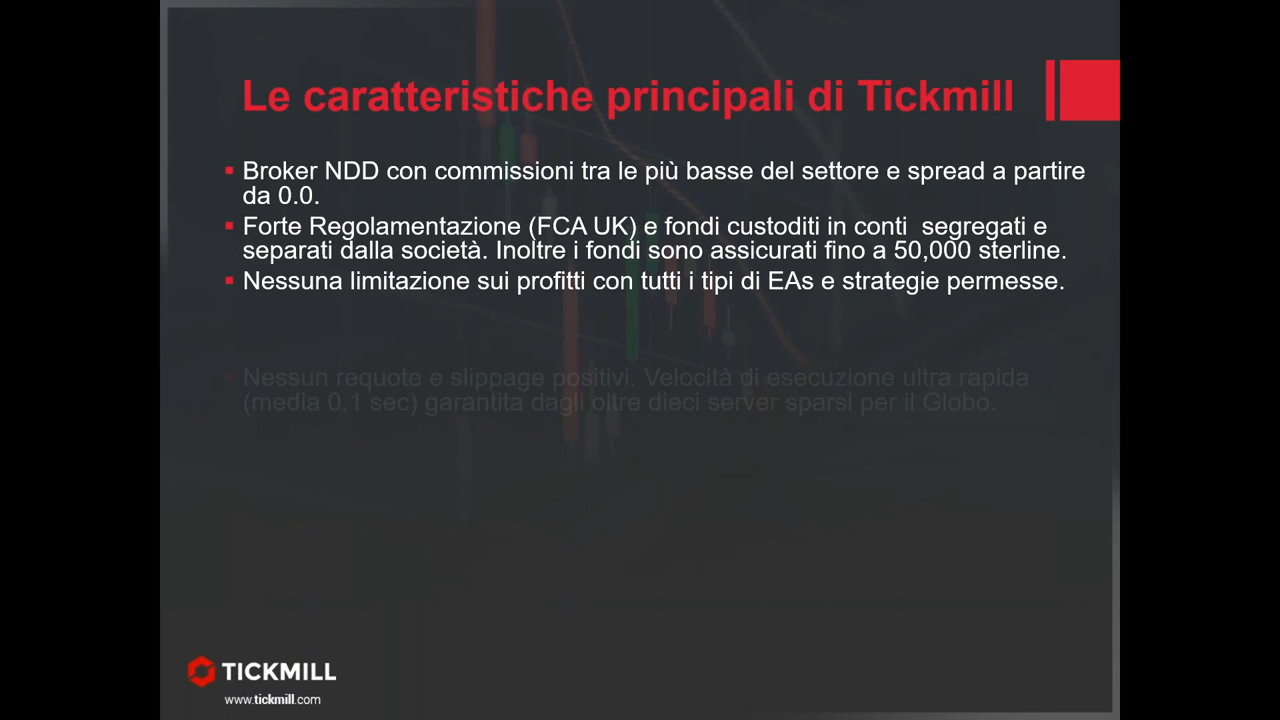 Le caratteristiche principali di Tickmill
▪ Broker NDD con commissioni tra le più basse del settore e spread a partire
da 0.0.
▪ Forte Regolamentazione (FCA UK) e fondi custoditi in conti  segregati e
separati dalla società. Inoltre i fondi sono assicurati fino a 50,000 sterline.
▪ Nessuna limitazione sui profitti con tutti i tipi di EAs e strategie permesse.
▪ Nessun requote e slippage positivi. Velocità di esecuzione ultra rapida
(media 0,1 sec) garantita dagli oltre dieci server sparsi per il Globo.
TICKMILL
www.tickmill.com